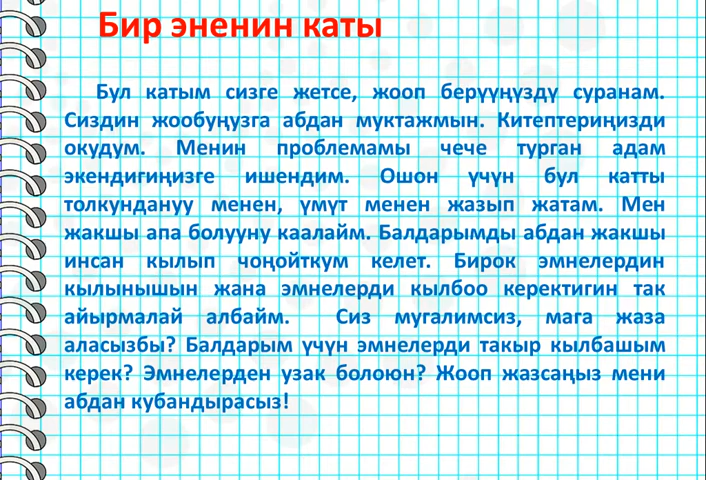 Бир эненин каты
Бул катым сизге жетсе, жооп берүүңүздү суранам.
Сиздин жообуңузга абдан муктажмын. Китептериңизди
окудум. Менин проблемамы чече турган адам
экендигиңизге ишендим. Ошон үчүн бул катты
толкундануу менен, үмүт менен жазып жатам. Мен
жакшы апа болууну каалайм. Балдарымды абдан жакшы
инсан кылып чоңойткум келет. Бирок эмнелердин
кылынышын жана эмнелерди кылбоо керектигин так
айырмалай албайм. Сиз мугалимсиз, мага жаза
аласызбы? Балдарым үчүн эмнелерди такыр кылбашым
керек? Эмнелерден узак болоюн? Жооп жазсаңыз мени
абдан кубандырасыз!